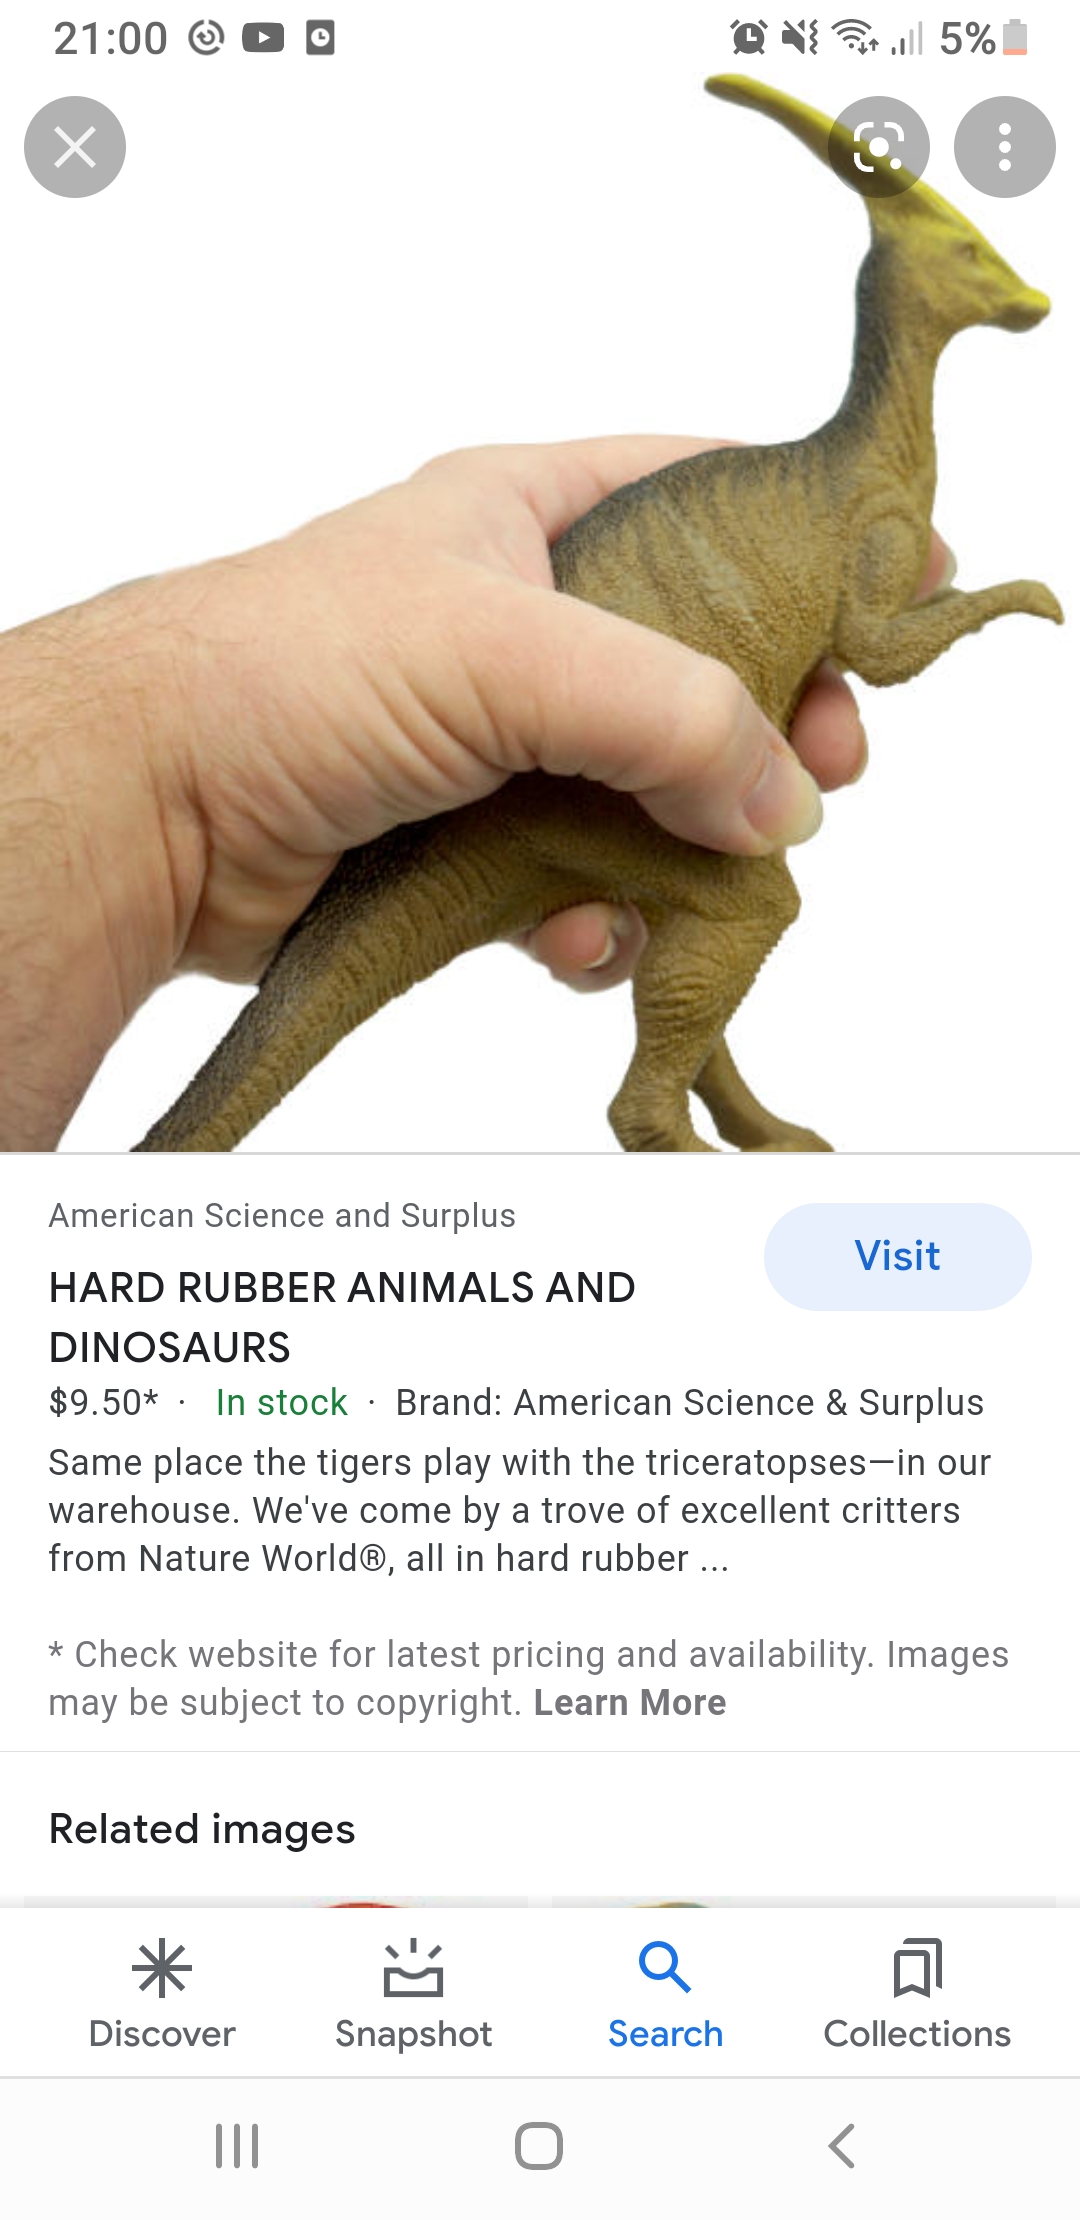 21:00 5%
American Science and Surplus
Visit
HARD RUBBER ANIMALS AND
DINOSAURS
$9.50* · In stock · Brand: American Science & Surplus
Same place the tigers play with the triceratopses—in our
warehouse. We've come by a trove of excellent critters
from Nature World®, all in hard rubber ...
* Check website for latest pricing and availability. Images
may be subject to copyright. Learn More
Related images
Discover Snapshot Search Collections